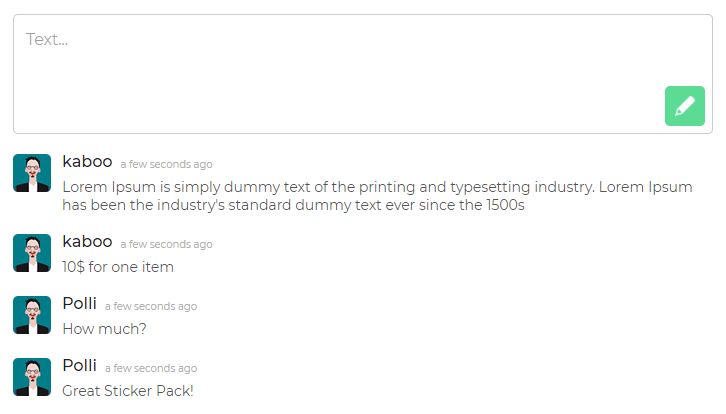 Text...
kaboo a few seconds ago
Lorem Ipsum is simply dummy text of the printing and typesetting industry. Lorem Ipsum
has been the industry's standard dummy text ever since the 1500s
kaboo a few seconds ago
10$ for one item
Polli a few seconds ago
How much?
Polli a few seconds ago
Great Sticker Pack!